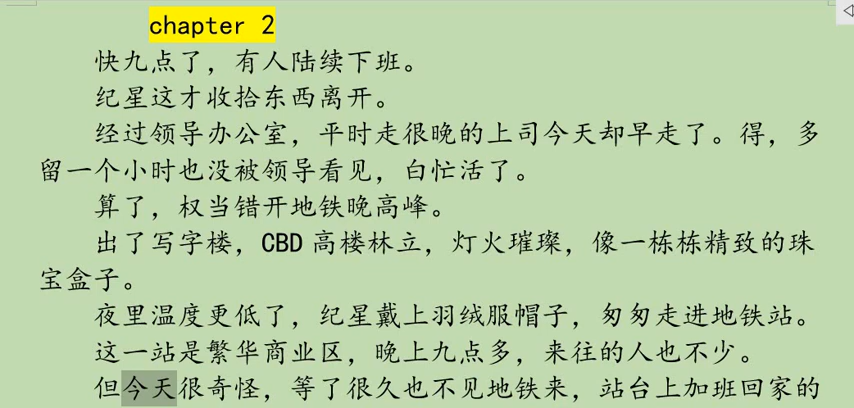 chapter 2
快九点了，有人陆续下班。
纪星这才收拾东西离开。
经过领导办公室，平时走很晚的上司今天却早走了。得，多
留一个小时也没被领导看见，白忙活了。
算了，权当错开地铁晚高峰。
出了写字楼，CBD 高楼林立，灯火璀璨，像一栋栋精致的珠
宝盒子。
夜里温度更低了，纪星戴上羽绒服帽子，匆匆走进地铁站。
这一站是繁华商业区，晚上九点多，来往的人也不少。
但今天很奇怪，等了很久也不见地铁来，站台上加班回家的